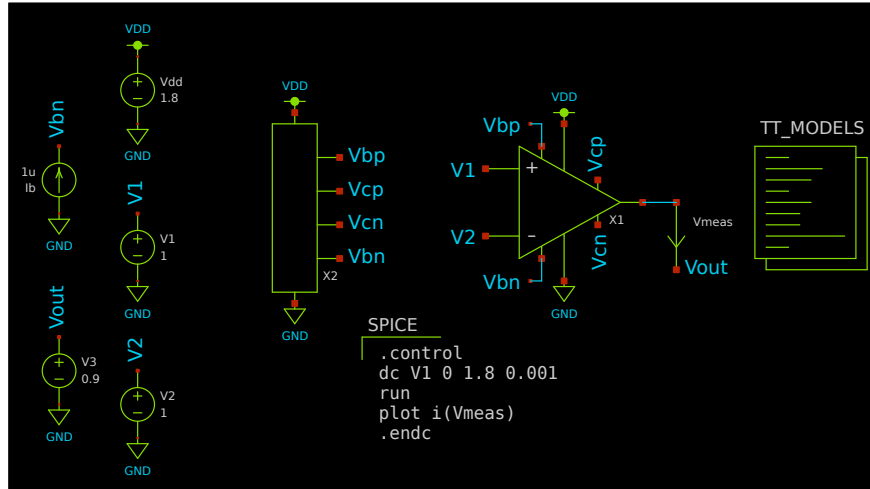 VDD
Vdd
1.8
GND
Vbn
1u
Ib
GND
V1
V1
1
GND
Vout
V3
0.9
GND
V2
V2
1
GND
VDD
Vbp
Vcp
Vcn
Vbn
X2
GND
VDD
Vbp
Vcp
V1
+
V2
-
X1
Vcn
Vbn
GND
Vmeas
Vout
TT_MODELS
SPICE
.control
dc V1 0 1.8 0.001
run
plot i(Vmeas)
.endc